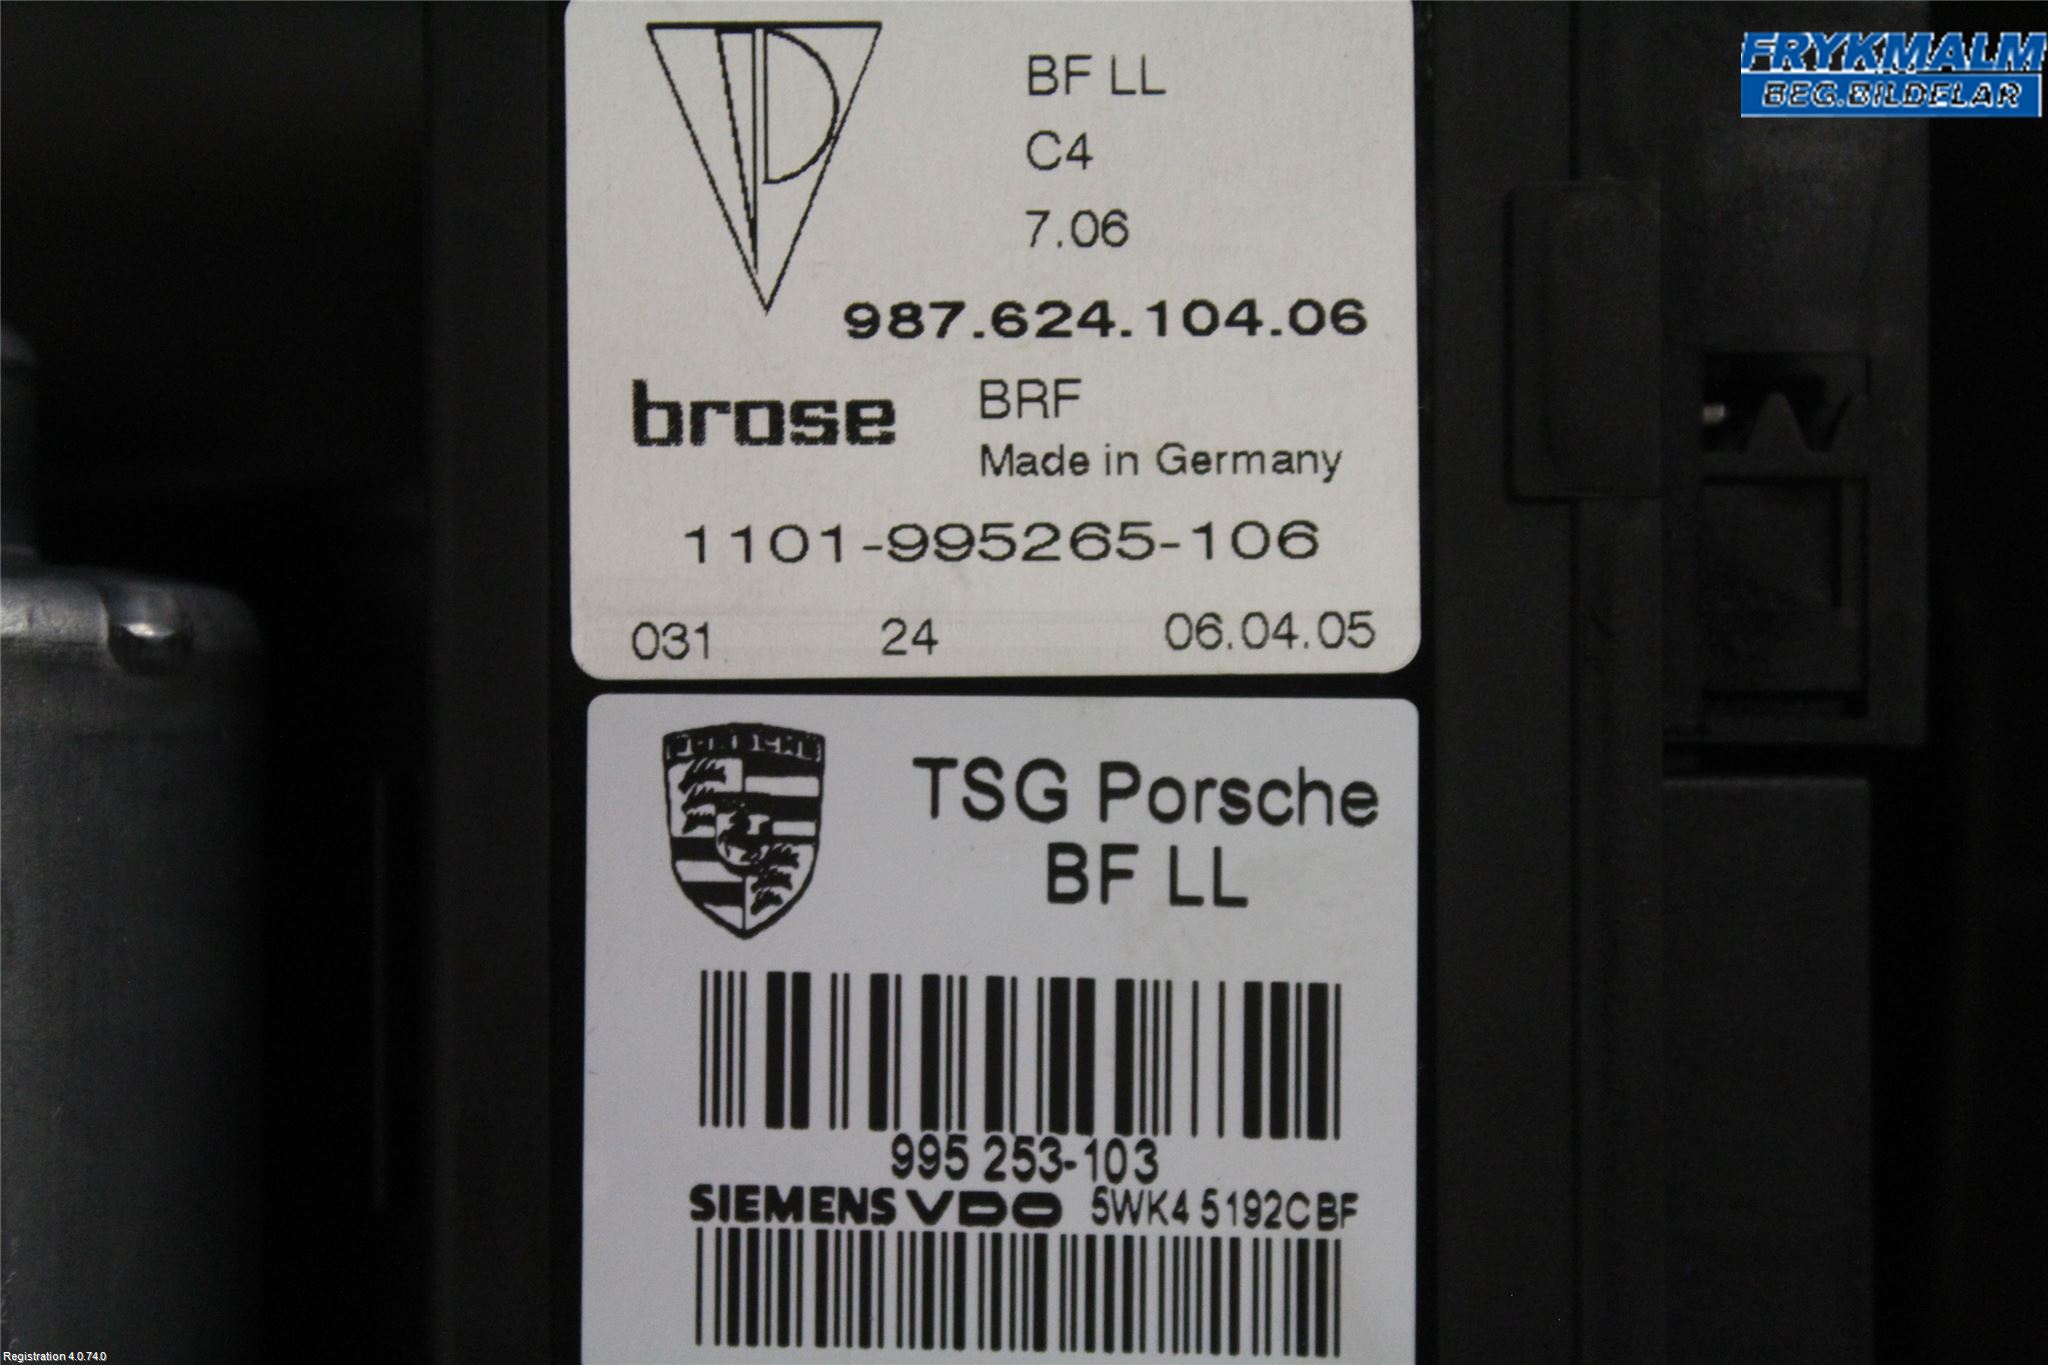 FRYKMALM
BEG.BILDELAR
BF LL
C4
7.06
987.624.104.06
brose
BRF
Made in Germany
1101-995265-106
031 24 06.04.05
PORSCHE
TSG Porsche
BF LL
995 253-103
SIEMENS VDO 5WK4 5192CBF
Registration 4.0.74.0